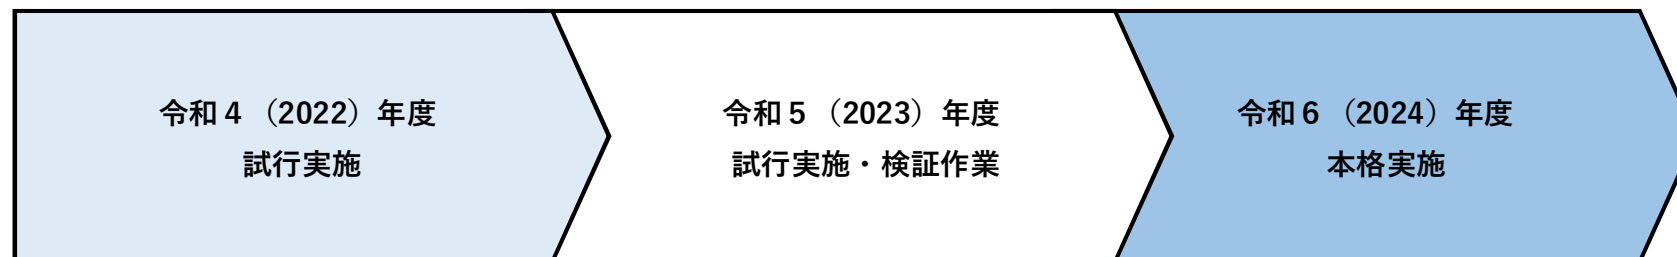 令和４（2022）年度
試行実施
令和５（2023）年度
試行実施・検証作業
令和６（2024）年度
本格実施